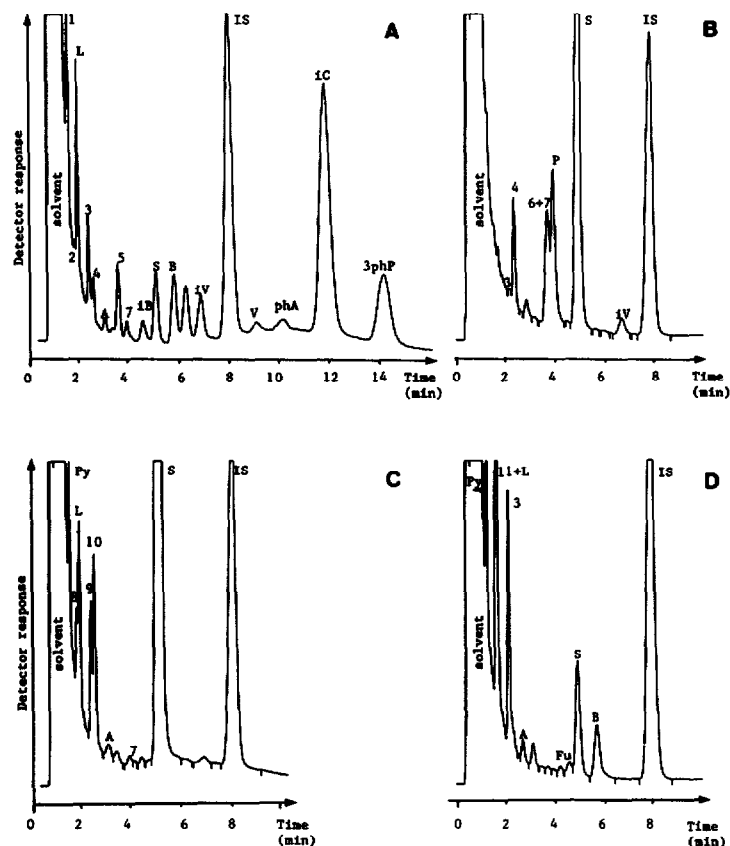 A
1
L
IS
iC
3
solvent
2
4
A
5
7
iB
S
B
iV
V
phA
3phP
Detector response
0
2
4
6
8
10
12
14
Time
(min)
B
S
IS
P
4
6+7
solvent
3
iV
0
2
4
6
8
Time
(min)
C
Py
S
IS
L
10
8
9
solvent
A
7
Detector response
0
2
4
6
8
Time
(min)
D
Py
11+L
IS
3
solvent
S
B
A
Fu
0
2
4
6
8
Time
(min)